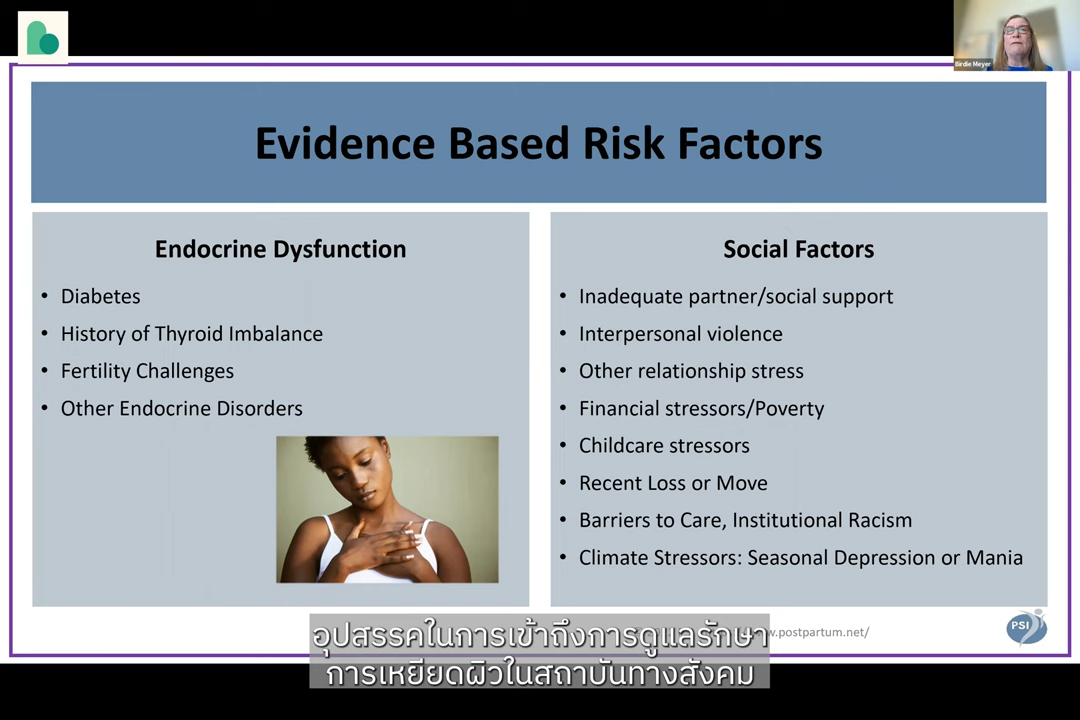 Birdie Meyer
Evidence Based Risk Factors
Endocrine Dysfunction
• Diabetes
• History of Thyroid Imbalance
• Fertility Challenges
• Other Endocrine Disorders
Social Factors
• Inadequate partner/social support
• Interpersonal violence
• Other relationship stress
• Financial stressors/Poverty
• Childcare stressors
• Recent Loss or Move
• Barriers to Care, Institutional Racism
• Climate Stressors: Seasonal Depression or Mania
.postpartum.net/
PSI
อุปสรรคในการเข้าถึงการดูแลรักษา
การเหยียดผิวในสถาบันทางสังคม